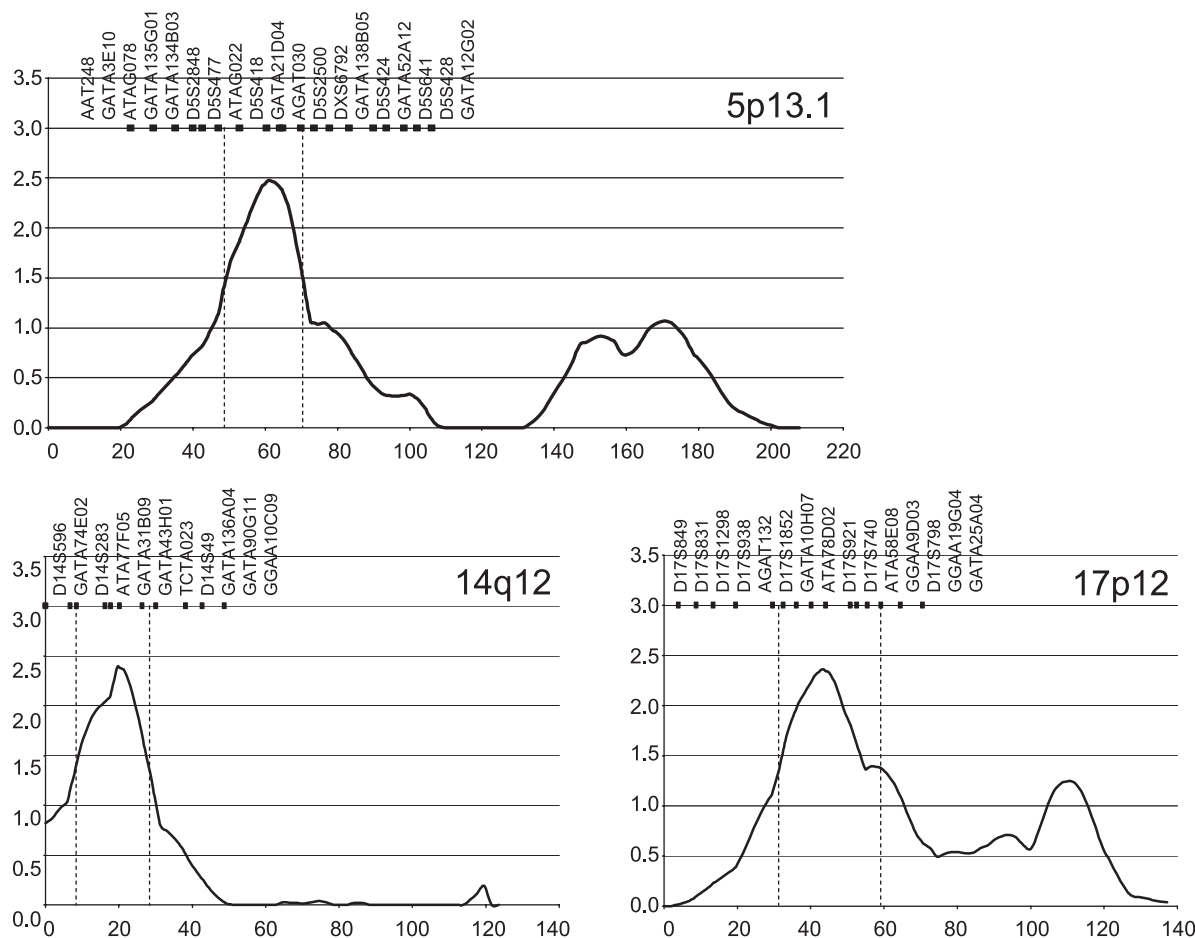 AAT248
GATA3E10
ATAG078
GATA135G01
GATA134B03
D5S2848
D5S477
ATAG022
D5S418
GATA21D04
AGAT030
D5S2500
DXS6792
GATA138B05
D5S424
GATA52A12
D5S641
D5S428
GATA12G02
5p13.1
3.5
3.0
2.5
2.0
1.5
1.0
0.5
0.0
0 20 40 60 80 100 120 140 160 180 200 220
D14S596
GATA74E02
D14S283
ATA77F05
GATA31B09
GATA43H01
TCTA023
D14S49
GATA136A04
GATA90G11
GGAA10C09
14q12
3.5
3.0
2.5
2.0
1.5
1.0
0.5
0.0
0 20 40 60 80 100 120 140
D17S849
D17S831
D17S1298
D17S938
AGAT132
D17S1852
GATA10H07
ATA78D02
D17S921
D17S740
ATA58E08
GGAA9D03
D17S798
GGAA19G04
GATA25A04
17p12
3.5
3.0
2.5
2.0
1.5
1.0
0.5
0.0
0 20 40 60 80 100 120 140